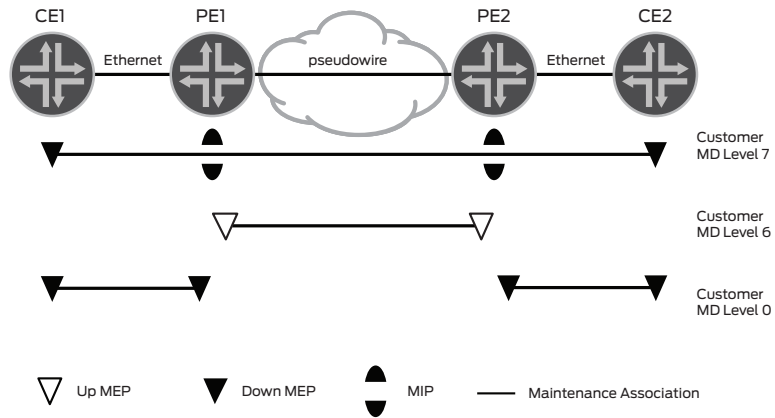 CE1
PE1
PE2
CE2
Ethernet
pseudowire
Ethernet
Customer
MD Level 7
Customer
MD Level 6
Customer
MD Level 0
Up MEP
Down MEP
MIP
Maintenance Association